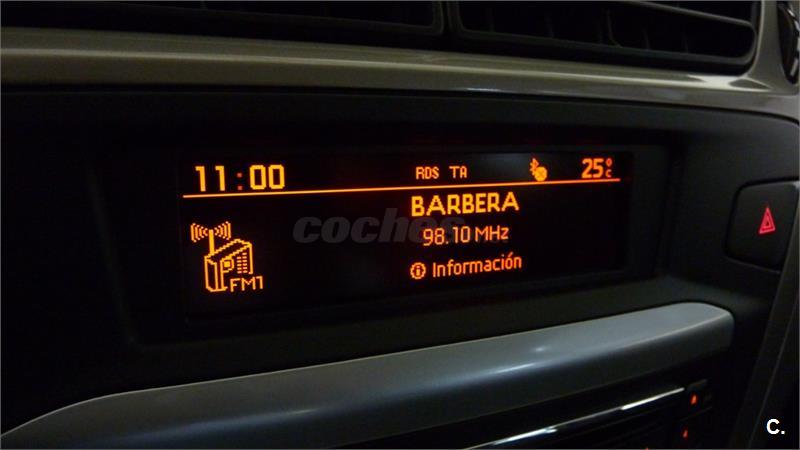 11:00 RDS TA 25°C
BARBERA
coches
98.10 MHz
FM1 Información
C.